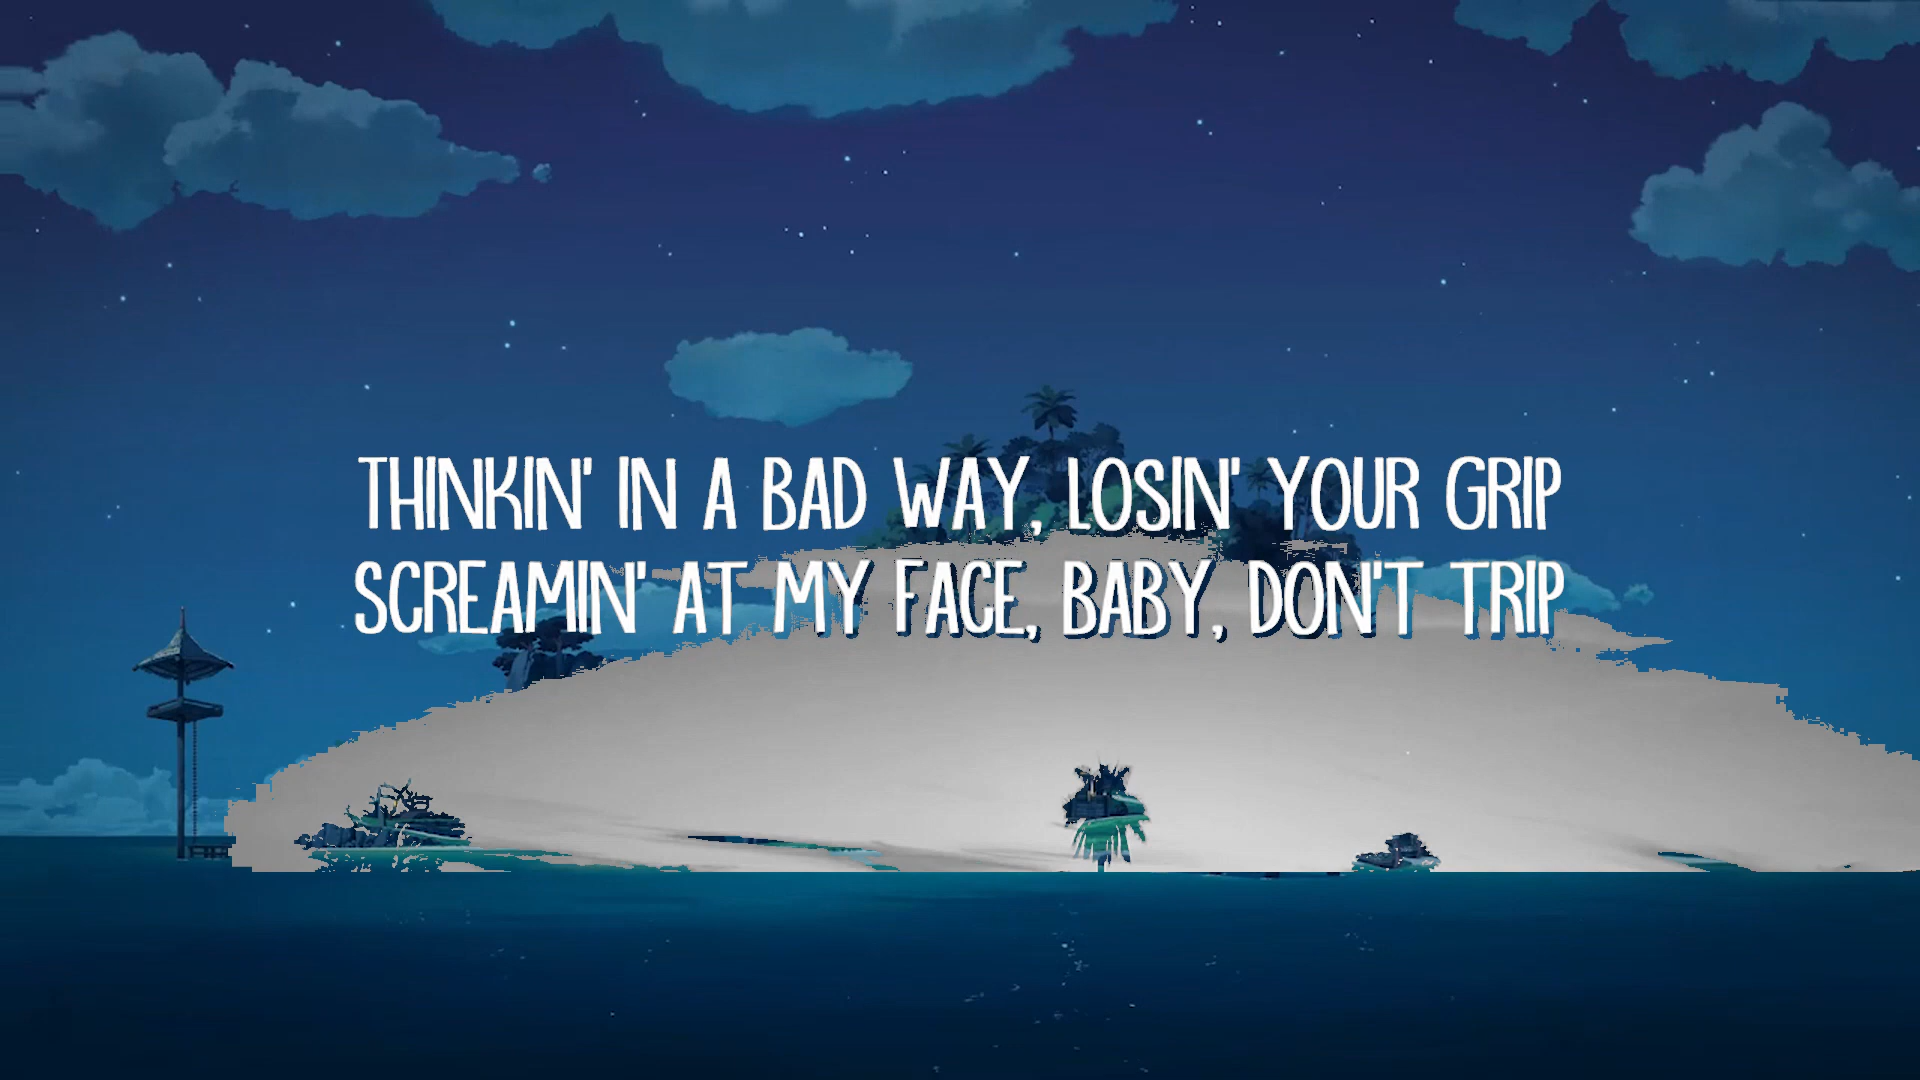 THINKIN' IN A BAD WAY, LOSIN' YOUR GRIP
SCREAMIN' AT MY FACE, BABY, DON'T TRIP